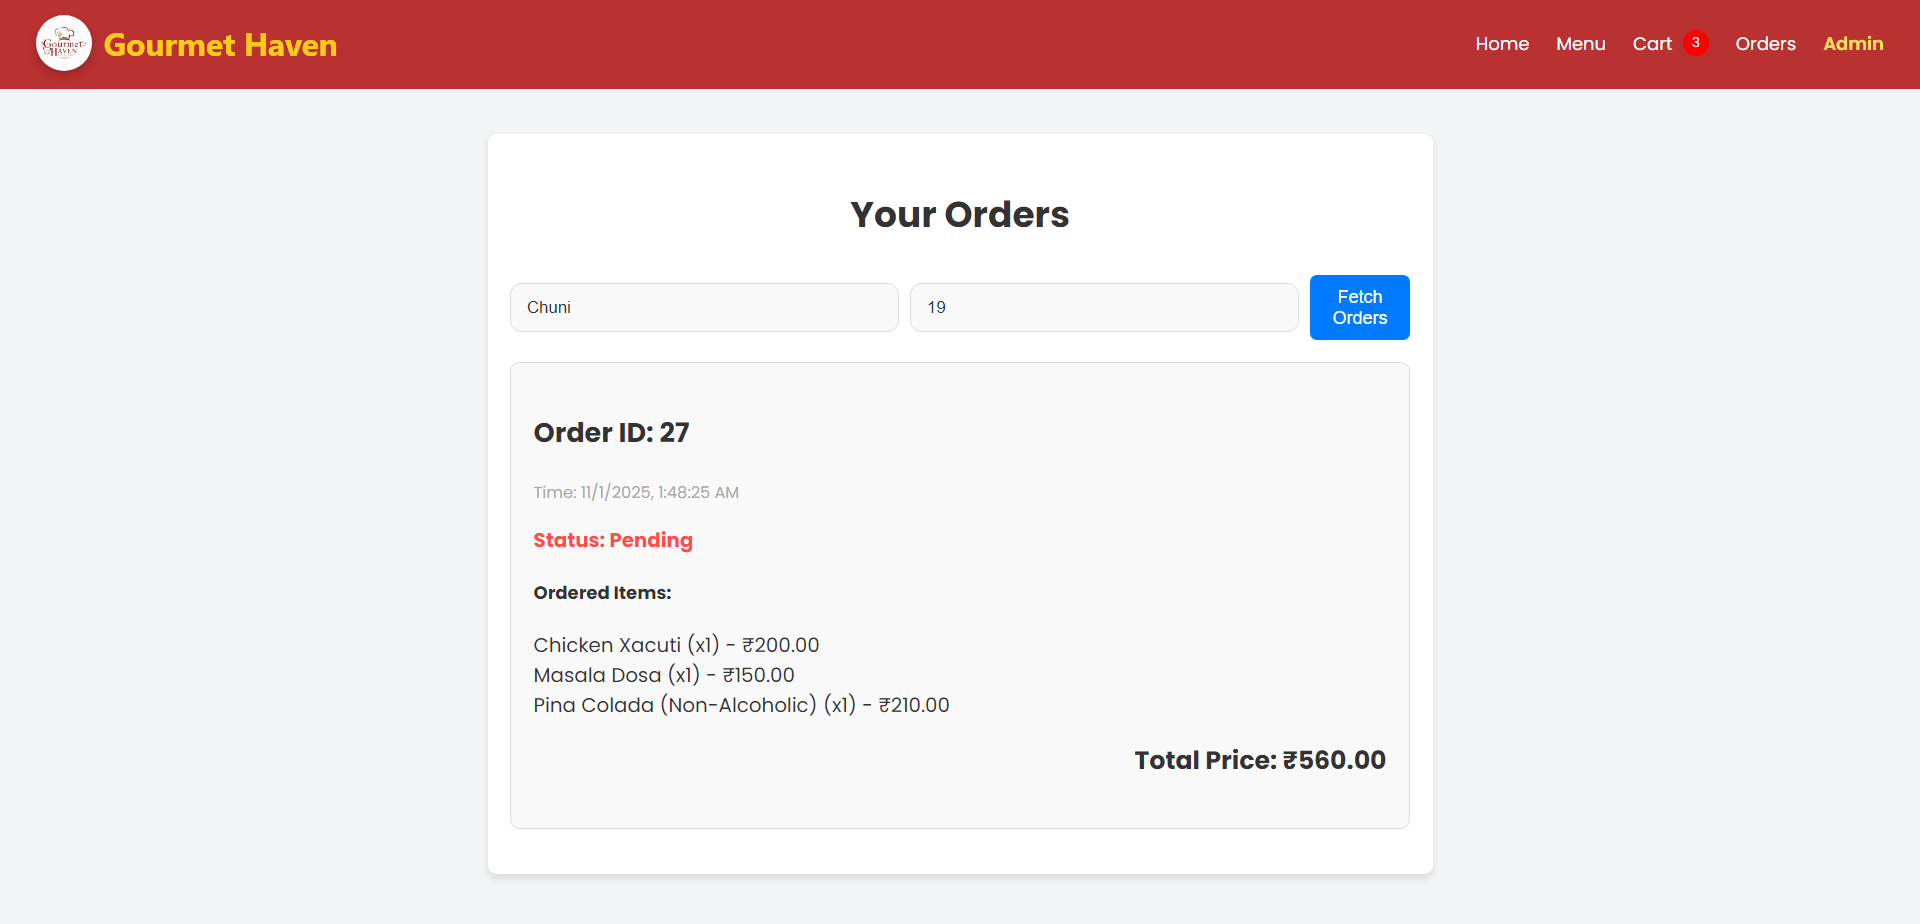 Gourmet Haven
Gourmet Haven
Home Menu Cart 3 Orders Admin
Your Orders
Chuni
19
Fetch
Orders
Order ID: 27
Time: 11/1/2025, 1:48:25 AM
Status: Pending
Ordered Items:
Chicken Xacuti (x1) - ₹200.00
Masala Dosa (x1) - ₹150.00
Pina Colada (Non-Alcoholic) (x1) - ₹210.00
Total Price: ₹560.00